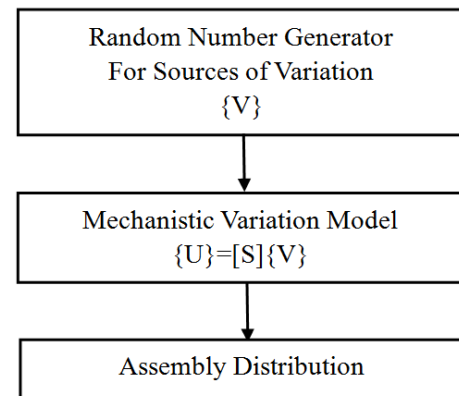 Random Number Generator
For Sources of Variation
{V}
Mechanistic Variation Model
{U}=[S]{V}
Assembly Distribution